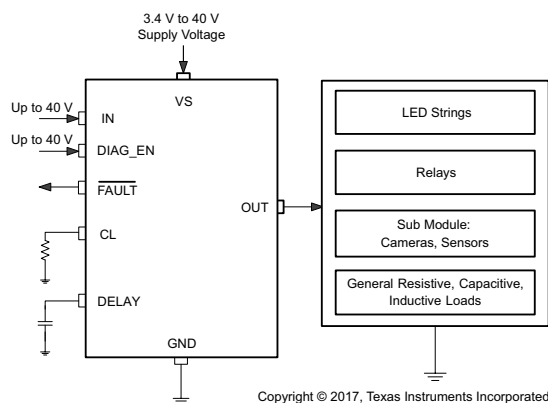 3.4 V to 40 V
Supply Voltage
VS
Up to 40 V
IN
Up to 40 V
DIAG_EN
FAULT
CL
DELAY
GND
OUT
LED Strings
Relays
Sub Module:
Cameras, Sensors
General Resistive, Capacitive,
Inductive Loads
Copyright © 2017, Texas Instruments Incorporated